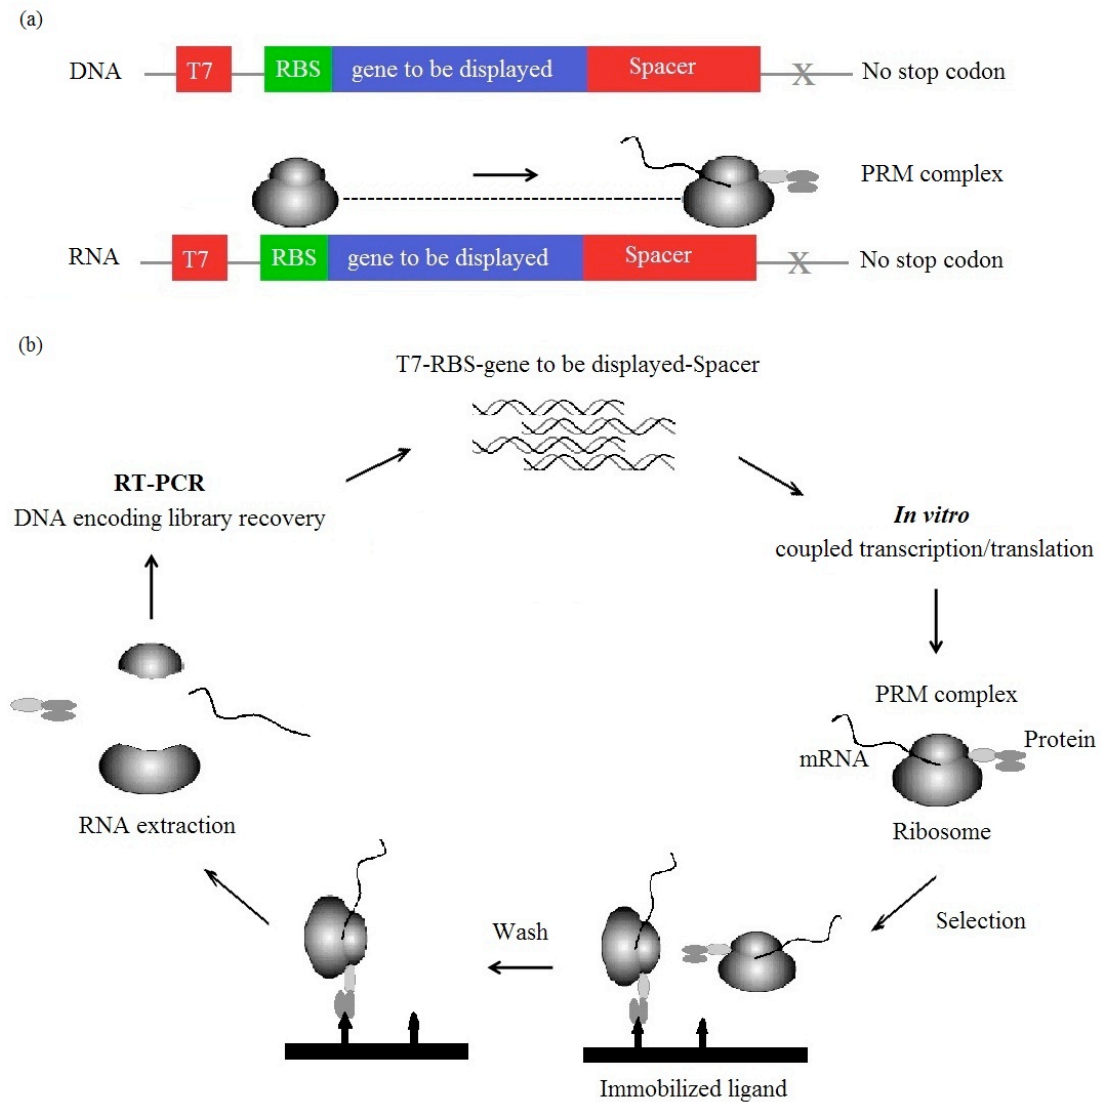 (a)
DNA T7 RBS gene to be displayed Spacer X No stop codon
PRM complex
RNA T7 RBS gene to be displayed Spacer X No stop codon
(b)
T7-RBS-gene to be displayed-Spacer
RT-PCR
DNA encoding library recovery
In vitro
coupled transcription/translation
PRM complex
mRNA
Protein
Ribosome
RNA extraction
Selection
Wash
Immobilized ligand